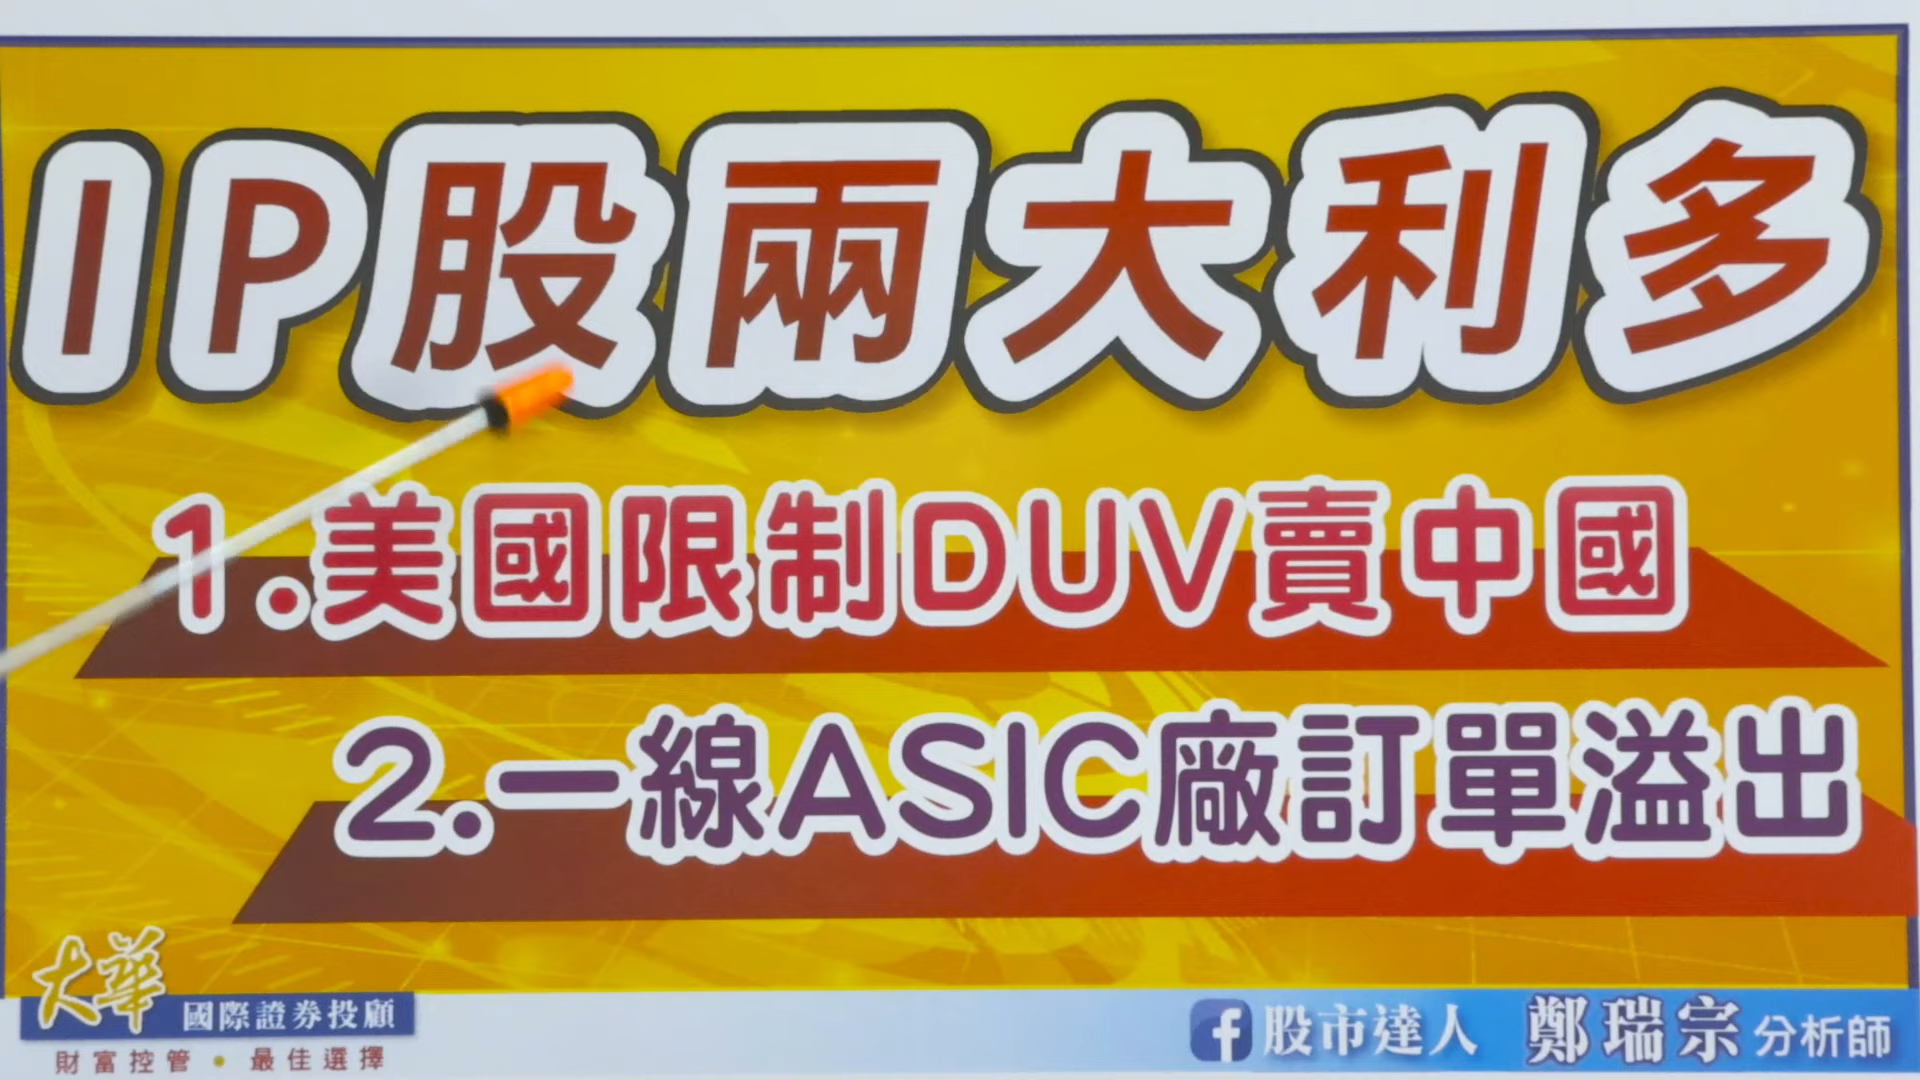 IP股兩大利多
1.美國限制DUV賣中國
2.一線ASIC廠訂單溢出
大華 國際證券投顧
財富控管•最佳選擇
f 股市達人 鄭瑞宗 分析師